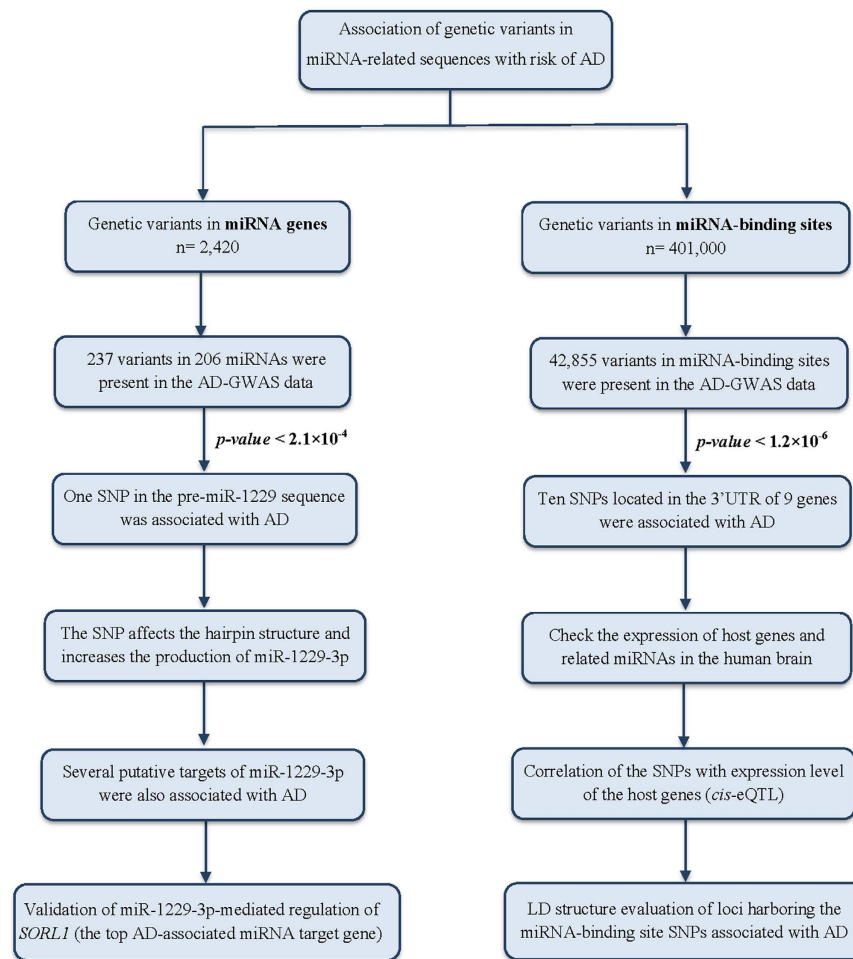 Association of genetic variants in
miRNA-related sequences with risk of AD
Genetic variants in miRNA genes
n= 2,420
237 variants in 206 miRNAs were
present in the AD-GWAS data
p-value < 2.1×10⁻⁴
One SNP in the pre-miR-1229 sequence
was associated with AD
The SNP affects the hairpin structure and
increases the production of miR-1229-3p
Several putative targets of miR-1229-3p
were also associated with AD
Validation of miR-1229-3p-mediated regulation of
SORL1 (the top AD-associated miRNA target gene)
Genetic variants in miRNA-binding sites
n= 401,000
42,855 variants in miRNA-binding sites
were present in the AD-GWAS data
p-value < 1.2×10⁻⁶
Ten SNPs located in the 3’UTR of 9 genes
were associated with AD
Check the expression of host genes and
related miRNAs in the human brain
Correlation of the SNPs with expression level
of the host genes (cis-eQTL)
LD structure evaluation of loci harboring the
miRNA-binding site SNPs associated with AD